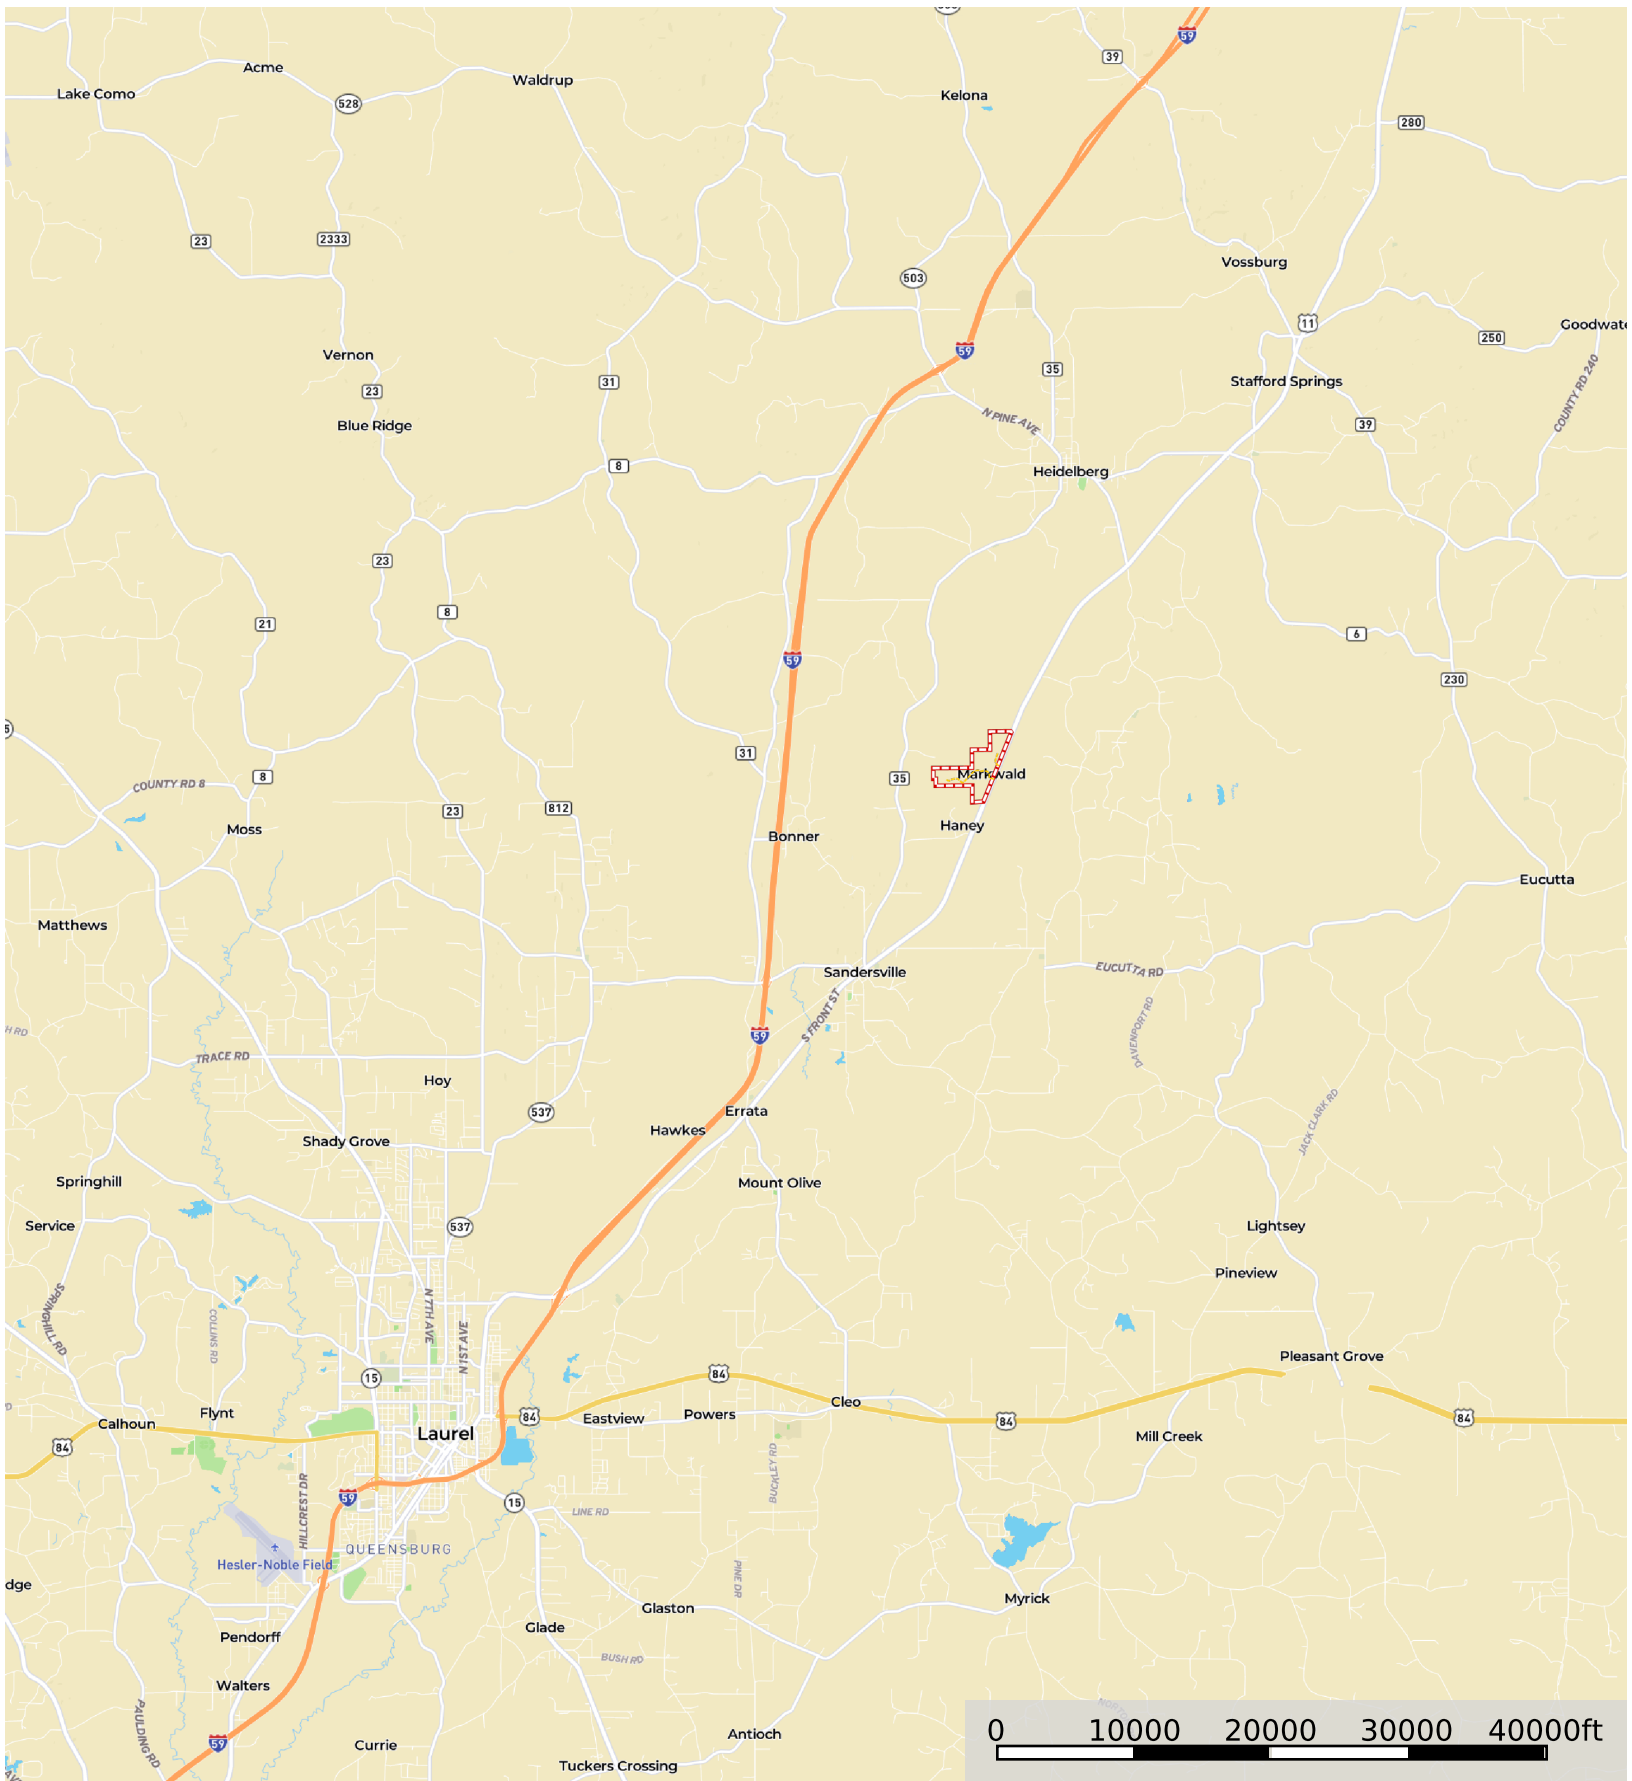 59
39
Acme
Waldrup
Lake Como
Kelona
528
280
23
2333
Vossburg
503
11
Goodwate
250
59
Vernon
35
31
23
Stafford Springs
COUNTY RD 240
N PINE AVE
Blue Ridge
39
8
Heidelberg
23
8
21
6
59
230
5
31
Markwald
8
35
COUNTY RD 8
23
812
Haney
Moss
Bonner
Eucutta
Matthews
Sandersville
EUCUTTA RD
S FRONT ST
H RD
DAVENPORT RD
59
TRACE RD
Hoy
537
Errata
JACK CLARK RD
Hawkes
Shady Grove
Springhill
Mount Olive
Service
537
Lightsey
Pineview
SPRINGHILL RD
COLLINS RD
N 7TH AVE
N 1ST AVE
Pleasant Grove
15
84
Cleo
Flynt
Calhoun
84
Eastview
Powers
84
84
84
Laurel
Mill Creek
BUCKLEY RD
59
15
HILLCREST DR
LINE RD
QUEENSBURG
Hesler-Noble Field
PINE DR
dge
Myrick
Glaston
Glade
Pendorff
BUSH RD
Walters
PAULDING RD
59
Antioch
Currie
Tuckers Crossing
0 10000 20000 30000 40000ft